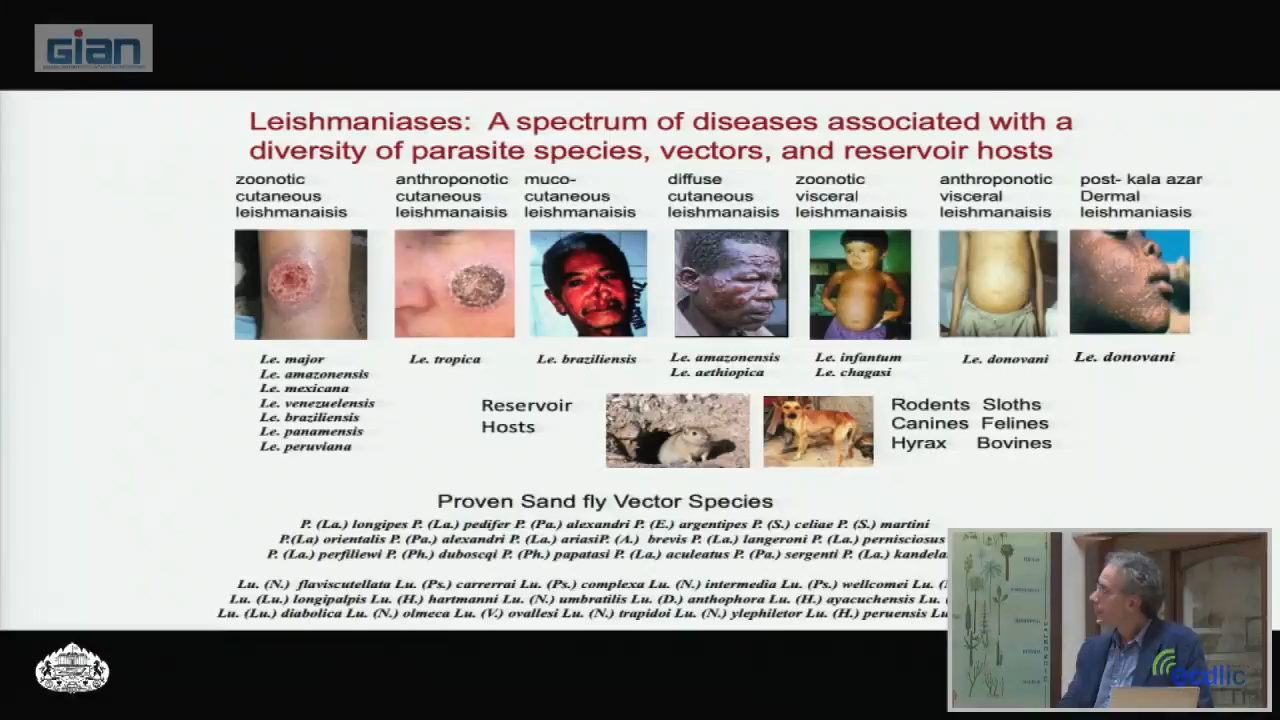 Gian
Leishmaniases: A spectrum of diseases associated with a
diversity of parasite species, vectors, and reservoir hosts
zoonotic
cutaneous
leishmanaisis
anthroponotic
cutaneous
leishmanaisis
muco-
cutaneous
leishmanaisis
diffuse
cutaneous
leishmanaisis
zoonotic
visceral
leishmanaisis
anthroponotic
visceral
leishmanaisis
post- kala azar
Dermal
leishmaniasis
Le. major
Le. amazonensis
Le. mexicana
Le. venezuelensis
Le. braziliensis
Le. panamensis
Le. peruviana
Le. tropica
Le. braziliensis
Le. amazonensis
Le. aethiopica
Le. infantum
Le. chagasi
Le. donovani
Le. donovani
Reservoir
Hosts
Rodents Sloths
Canines Felines
Hyrax Bovines
Proven Sand fly Vector Species
P. (La.) longipes P. (La.) pedifer P. (Pa.) alexandri P. (E.) argentipes P. (S.) celiae P. (S.) martini
P.(La) orientalis P. (Pa.) alexandri P. (La.) ariasiP. (A.) brevis P. (La.) langeroni P. (La.) pernisciosus
P. (La.) perfiliewi P. (Ph.) duboscqi P. (Ph.) papatasi P. (La.) aculeatus P. (Pa.) sergenti P. (La.) kandela
Lu. (N.) flaviscutellata Lu. (Ps.) carrerrai Lu. (Ps.) complexa Lu. (N.) intermedia Lu. (Ps.) wellcomei Lu.
Lu. (Lu.) longipalpis Lu. (H.) hartmanni Lu. (N.) umbratilis Lu. (D.) anthophora Lu. (H.) ayacuchensis Lu.
Lu. (Lu.) diabolica Lu. (N.) olmeca Lu. (V.) ovallesi Lu. (N.) trapidoi Lu. (N.) ylephiletor Lu. (H.) peruensis Lu
ecdlic